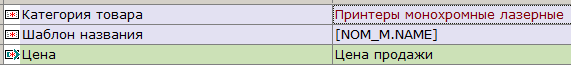 Категория товара Принтеры монохромные лазерные
Шаблон названия [NOM_M.NAME]
Цена Цена продажи